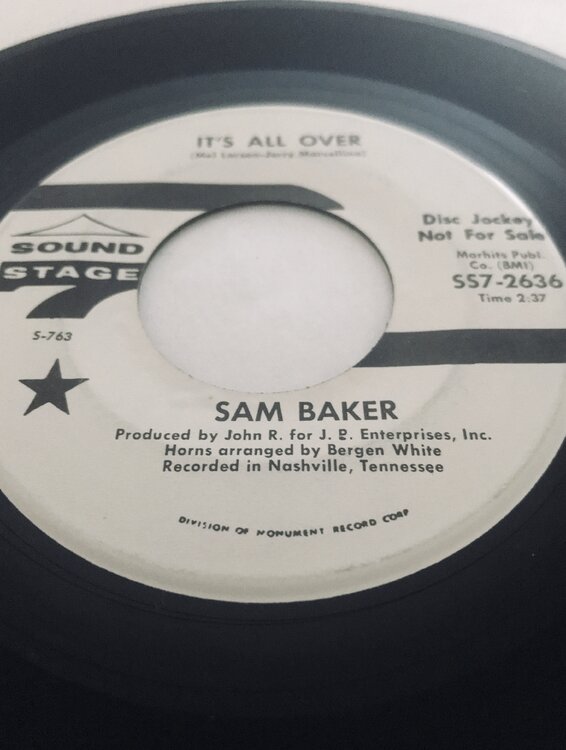 IT'S ALL OVER
(Mel Larson-Jerry Marcellino)
SOUND
STAGE
7
S-763
Disc Jockey
Not For Sale
Marhits Publ.
Co. (BMI)
SS7-2636
Time 2:37
SAM BAKER
Produced by John R. for J. R. Enterprises, Inc.
Horns arranged by Bergen White
Recorded in Nashville, Tennessee
DIVISION OF MONUMENT RECORD CORP